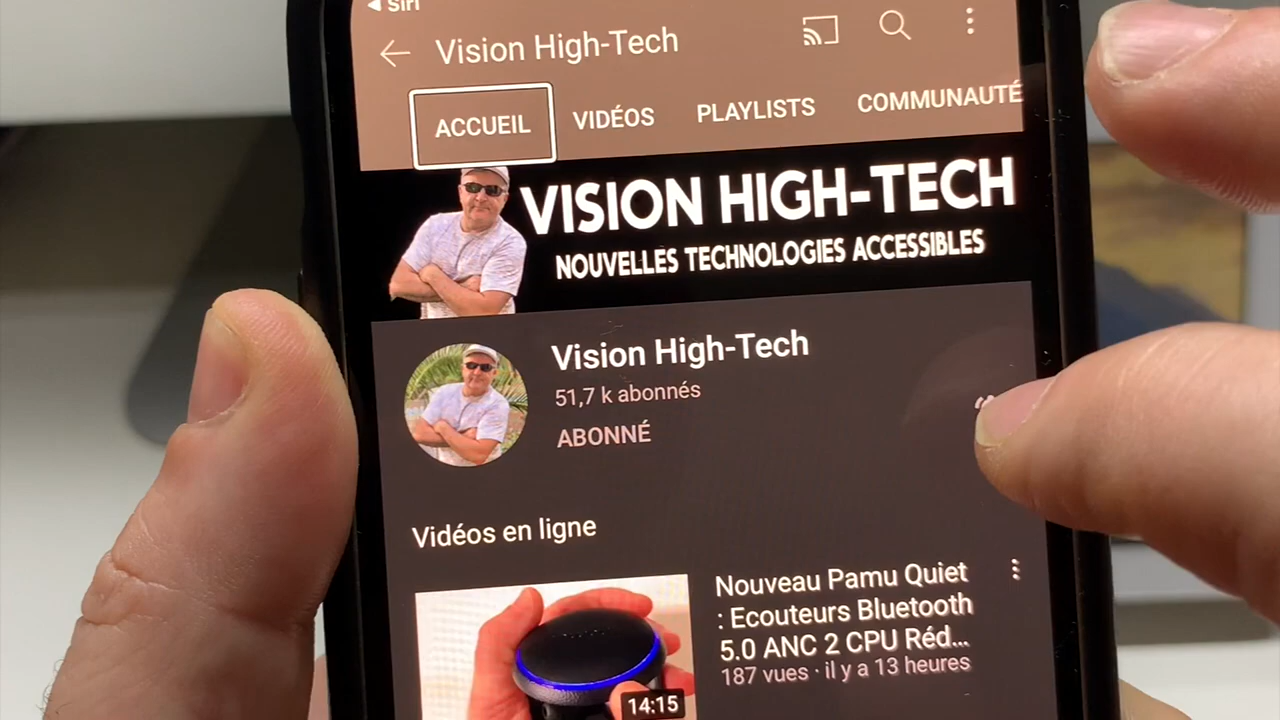 ◀ Siri
Vision High-Tech
ACCUEIL VIDÉOS PLAYLISTS COMMUNAUTÉ
VISION HIGH-TECH
NOUVELLES TECHNOLOGIES ACCESSIBLES
Vision High-Tech
51,7 k abonnés
ABONNÉ
Vidéos en ligne
Nouveau Pamu Quiet
: Ecouteurs Bluetooth
5.0 ANC 2 CPU Réd...
187 vues · il y a 13 heures
14:15